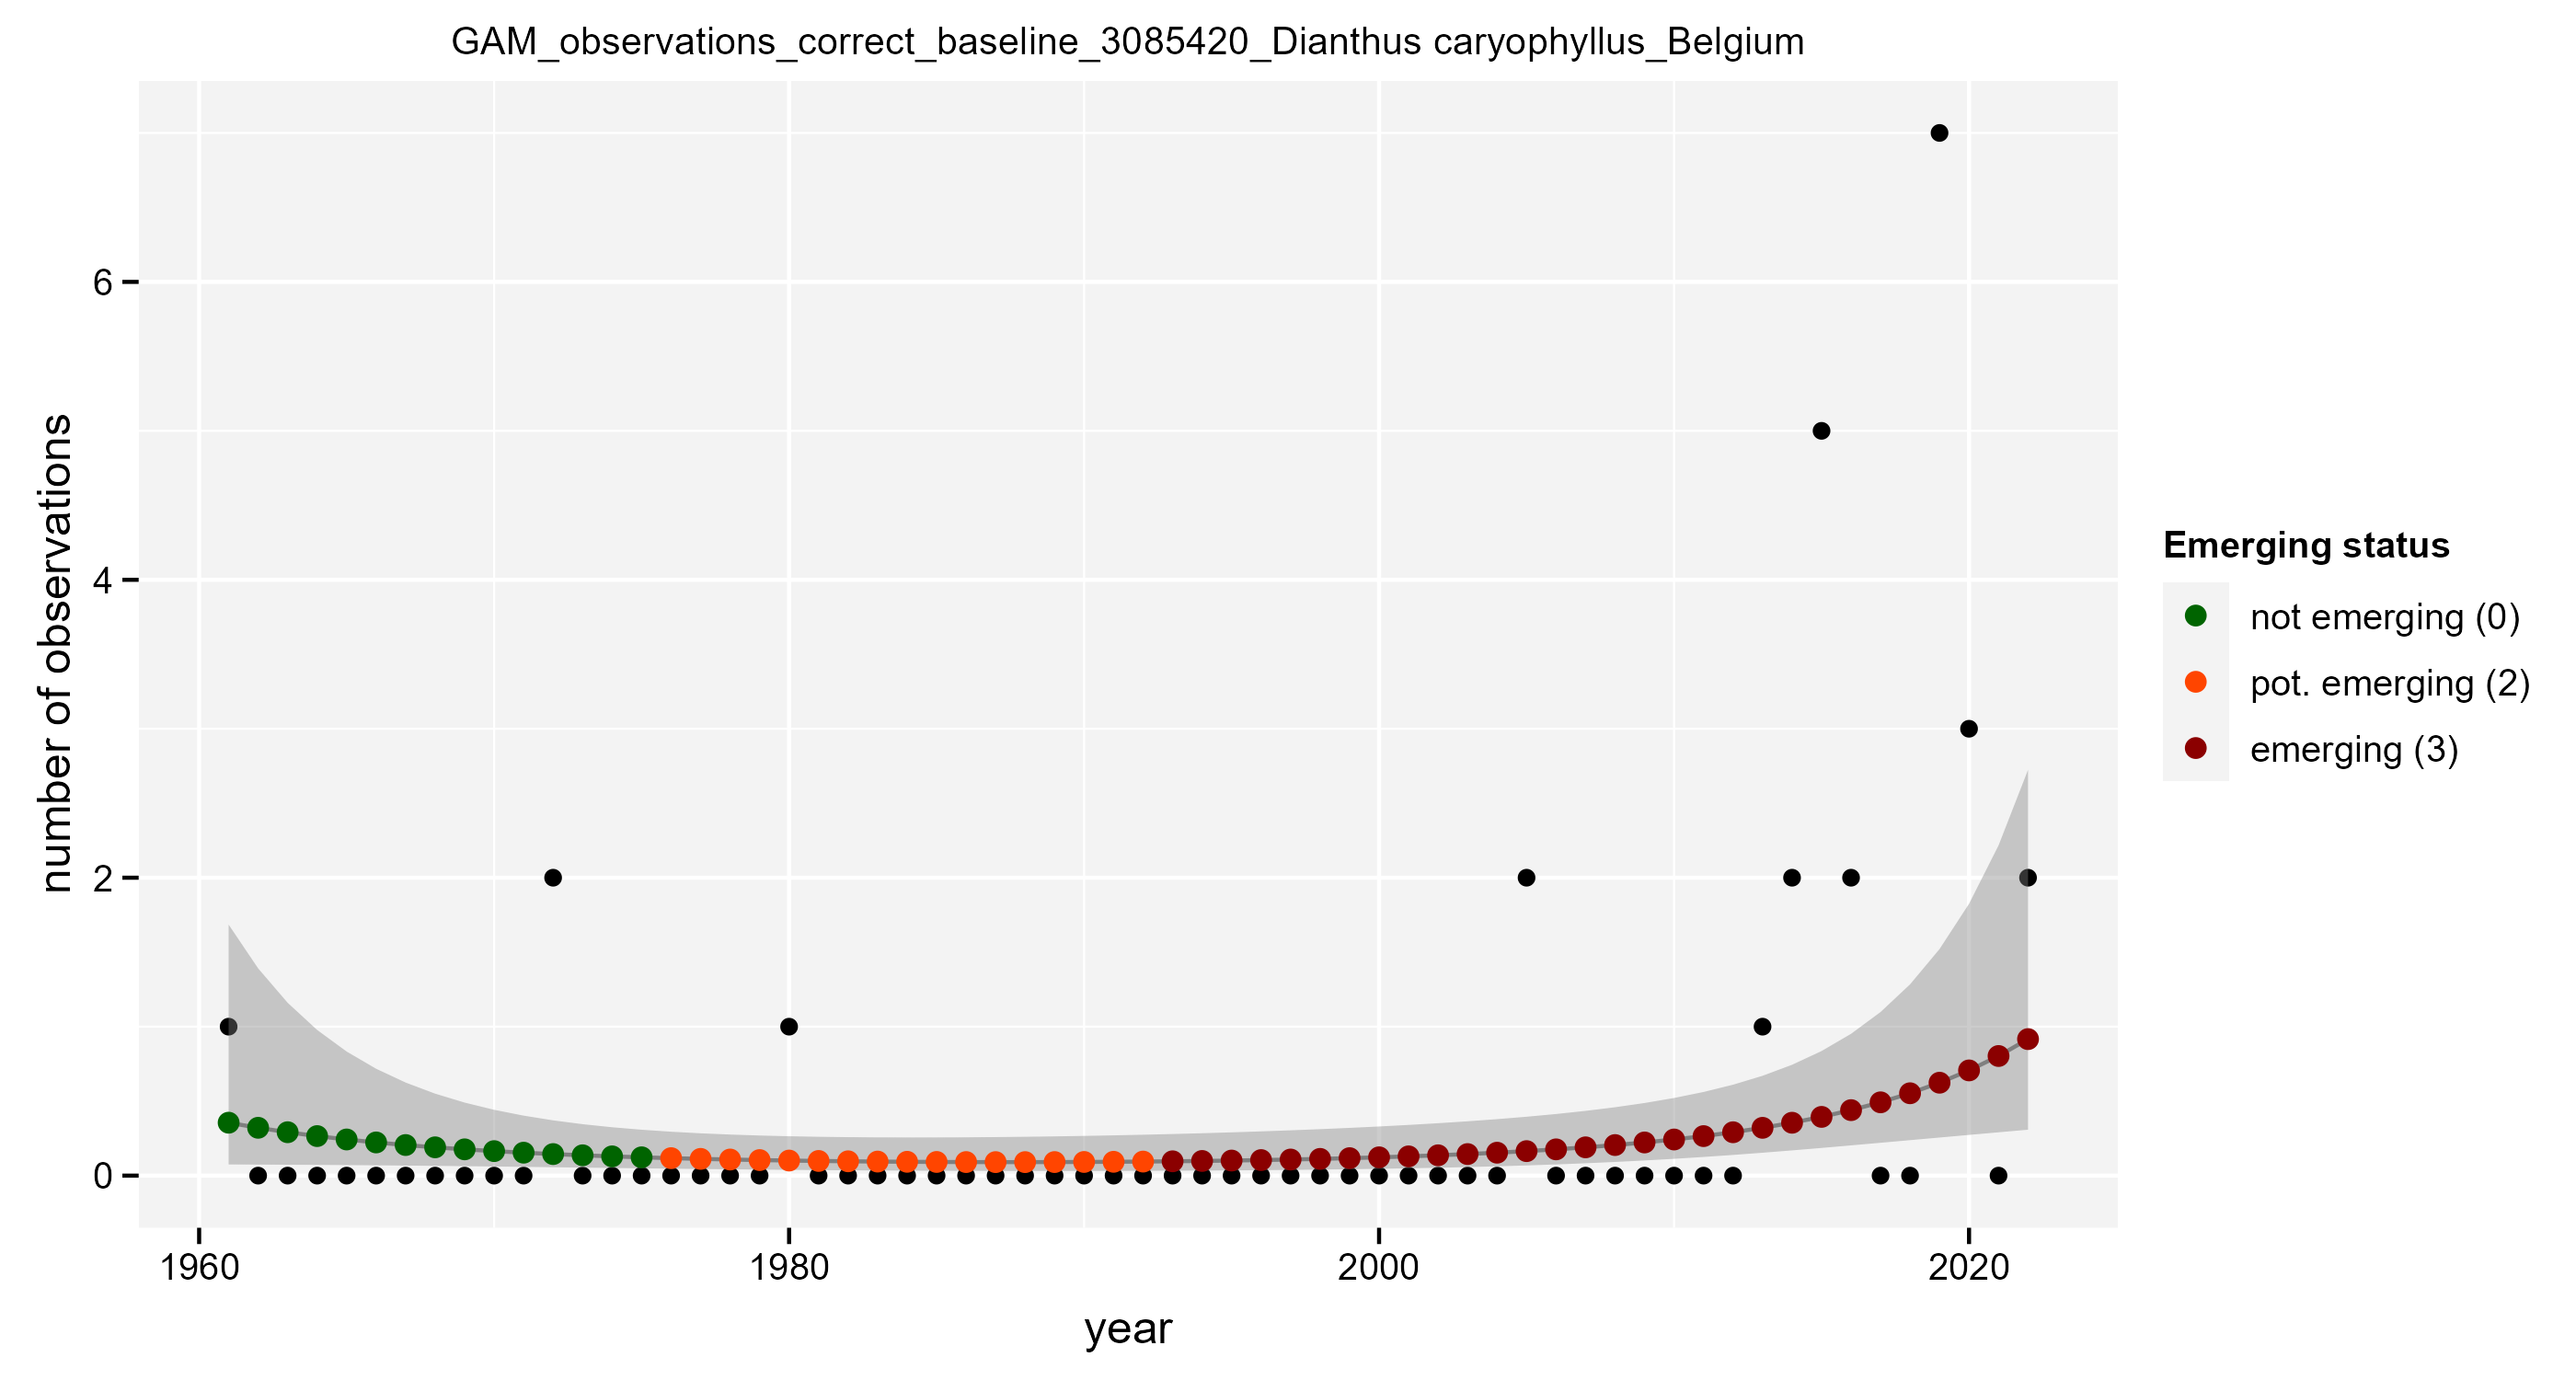 GAM_observations_correct_baseline_3085420_Dianthus caryophyllus_Belgium
number of observations
6
4
2
0
1960
1980
2000
2020
year
Emerging status
not emerging (0)
pot. emerging (2)
emerging (3)